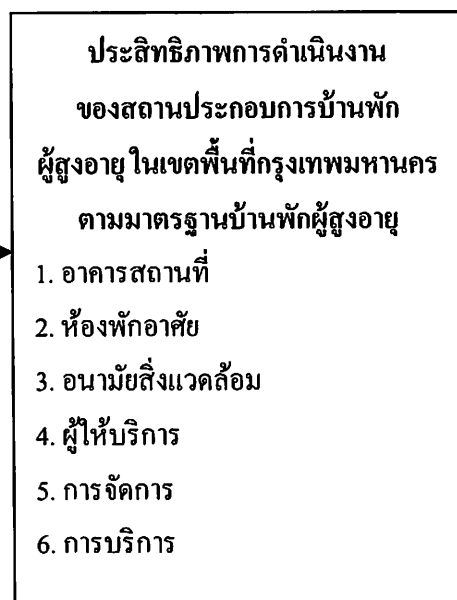 ประสิทธิภาพการดำเนินงาน
ของสถานประกอบการบ้านพัก
ผู้สูงอายุ ในเขตพื้นที่กรุงเทพมหานคร
ตามมาตรฐานบ้านพักผู้สูงอายุ
1. อาคารสถานที่
2. ห้องพักอาศัย
3. อนามัยสิ่งแวดล้อม
4. ผู้ให้บริการ
5. การจัดการ
6. การบริการ